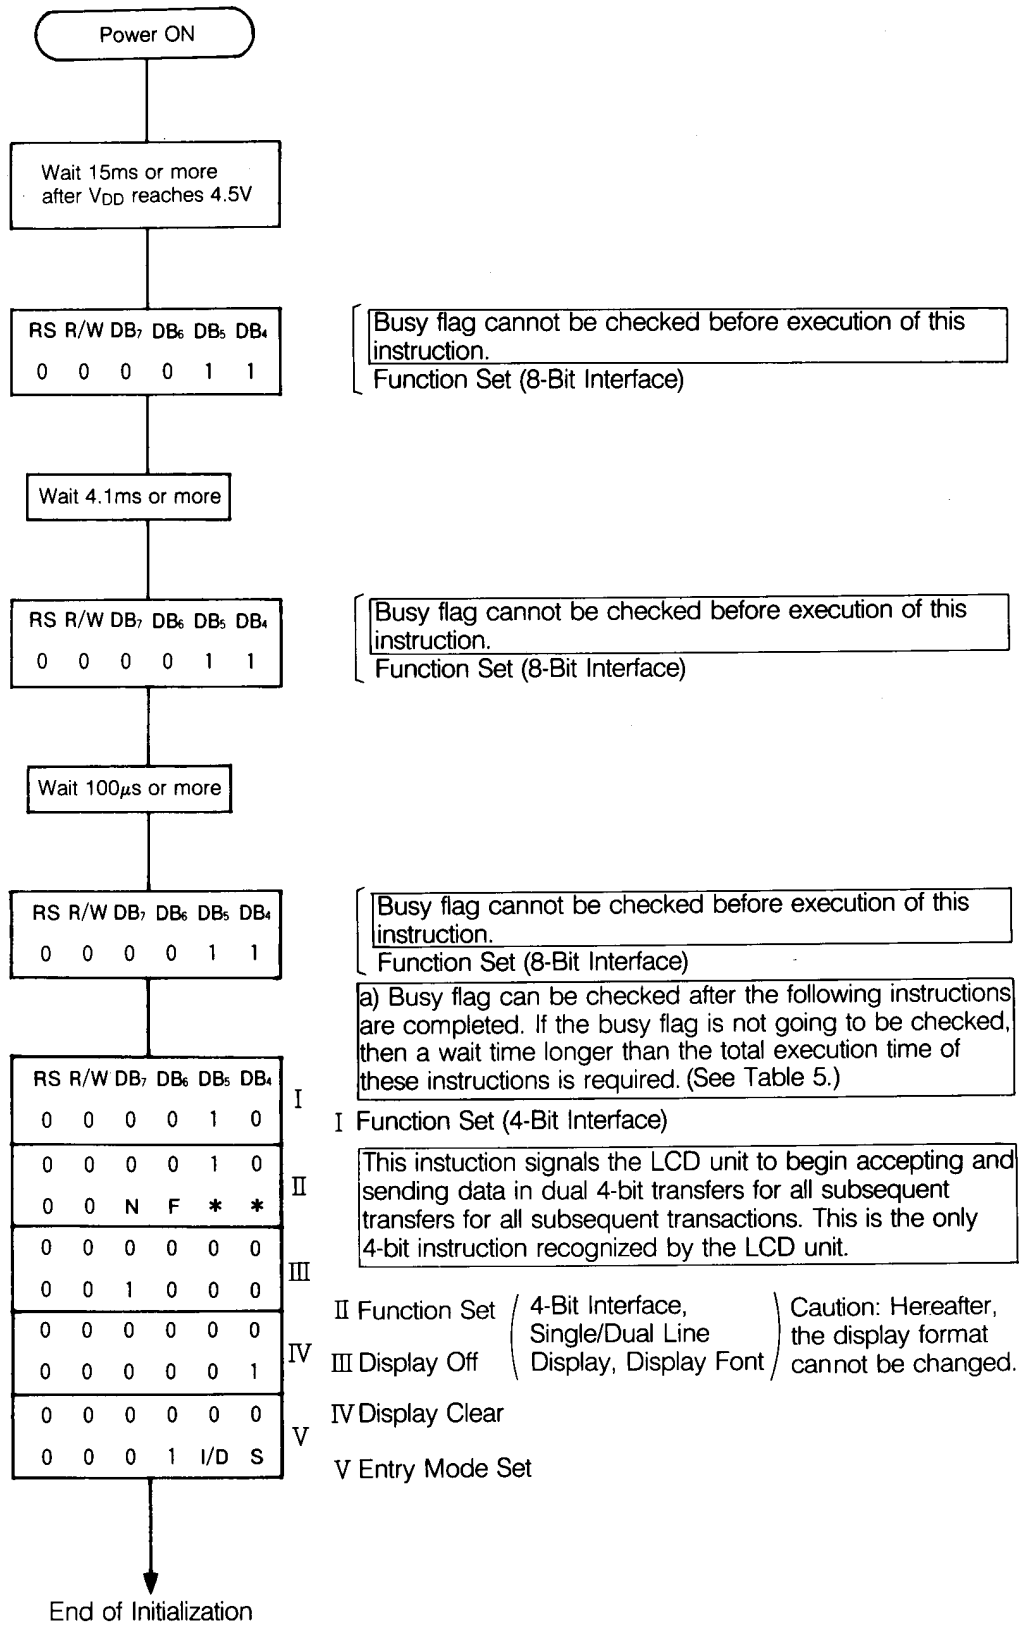 Power ON
Wait 15ms or more
after VDD reaches 4.5V
RS R/W DB7 DB6 DB5 DB4
0 0 0 0 1 1
Busy flag cannot be checked before execution of this
instruction.
Function Set (8-Bit Interface)
Wait 4.1ms or more
RS R/W DB7 DB6 DB5 DB4
0 0 0 0 1 1
Busy flag cannot be checked before execution of this
instruction.
Function Set (8-Bit Interface)
Wait 100μs or more
RS R/W DB7 DB6 DB5 DB4
0 0 0 0 1 1
Busy flag cannot be checked before execution of this
instruction.
Function Set (8-Bit Interface)
a) Busy flag can be checked after the following instructions
are completed. If the busy flag is not going to be checked,
then a wait time longer than the total execution time of
these instructions is required. (See Table 5.)
RS R/W DB7 DB6 DB5 DB4
0 0 0 0 1 0
I
0 0 0 0 1 0
0 0 N F * *
II
0 0 0 0 0 0
0 0 1 0 0 0
III
0 0 0 0 0 0
0 0 0 0 0 1
IV
0 0 0 0 0 0
0 0 0 1 I/D S
V
I Function Set (4-Bit Interface)
This instuction signals the LCD unit to begin accepting and
sending data in dual 4-bit transfers for all subsequent
transfers for all subsequent transactions. This is the only
4-bit instruction recognized by the LCD unit.
II Function Set
III Display Off
4-Bit Interface,
Single/Dual Line
Display, Display Font
Caution: Hereafter,
the display format
cannot be changed.
IV Display Clear
V Entry Mode Set
End of Initialization